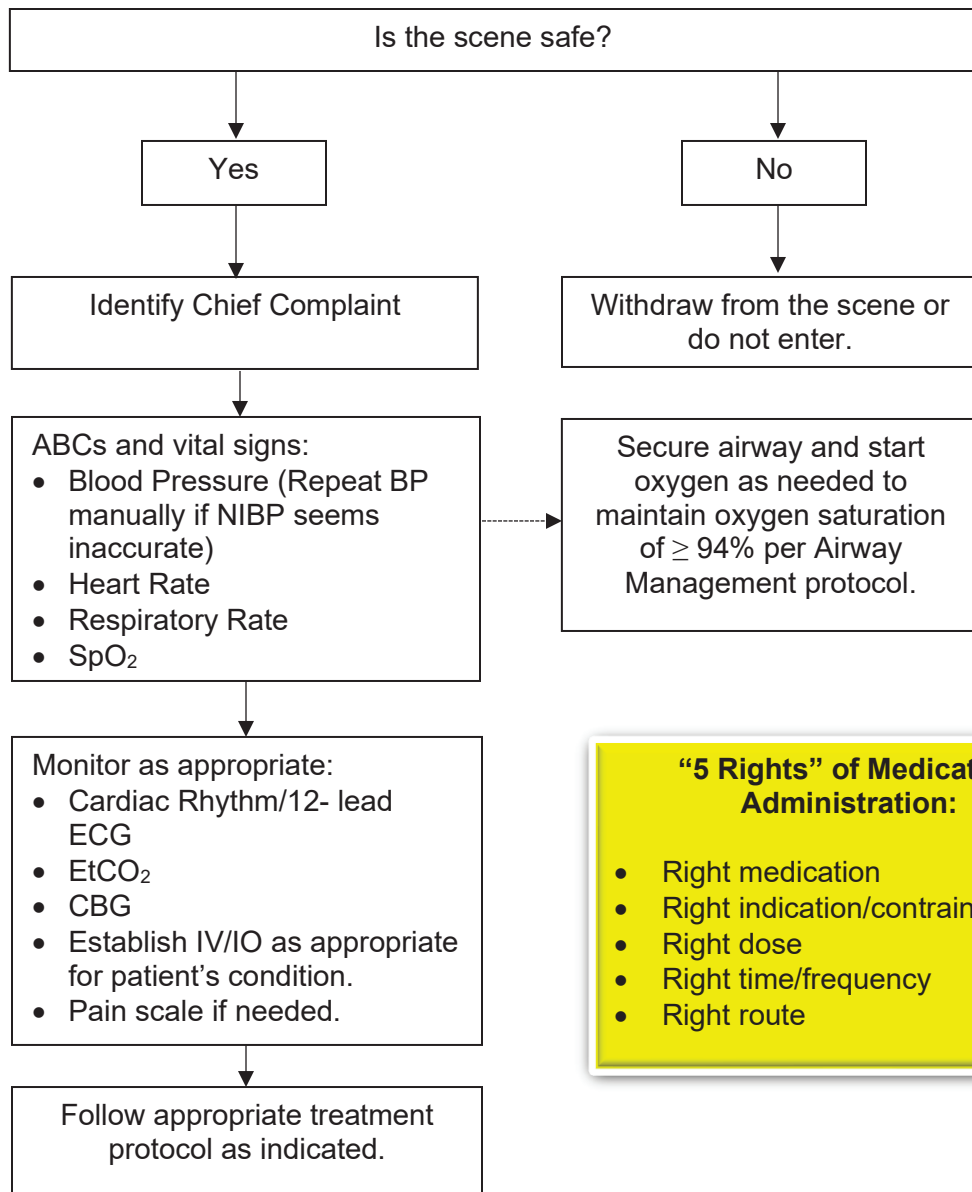 Is the scene safe?
Yes
No
Identify Chief Complaint
Withdraw from the scene or
do not enter.
ABCs and vital signs:
• Blood Pressure (Repeat BP
manually if NIBP seems
inaccurate)
• Heart Rate
• Respiratory Rate
• SpO₂
Secure airway and start
oxygen as needed to
maintain oxygen saturation
of ≥ 94% per Airway
Management protocol.
Monitor as appropriate:
• Cardiac Rhythm/12- lead
ECG
• EtCO₂
• CBG
• Establish IV/IO as appropriate
for patient’s condition.
• Pain scale if needed.
“5 Rights” of Medicat
Administration:
• Right medication
• Right indication/contrain
• Right dose
• Right time/frequency
• Right route
Follow appropriate treatment
protocol as indicated.